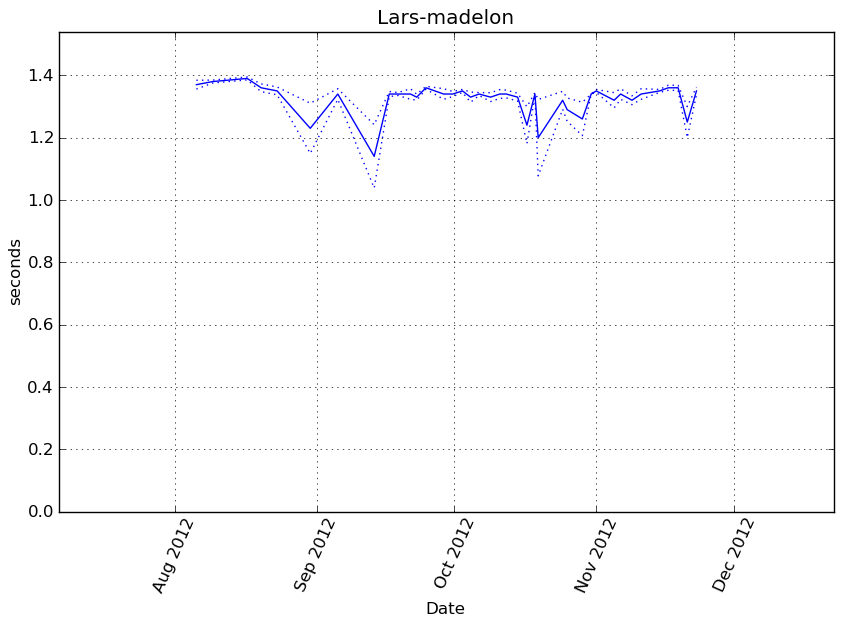 Lars-madelon
1.4
1.2
1.0
0.8
0.6
0.4
0.2
0.0
seconds
Aug 2012
Sep 2012
Oct 2012
Nov 2012
Dec 2012
Date